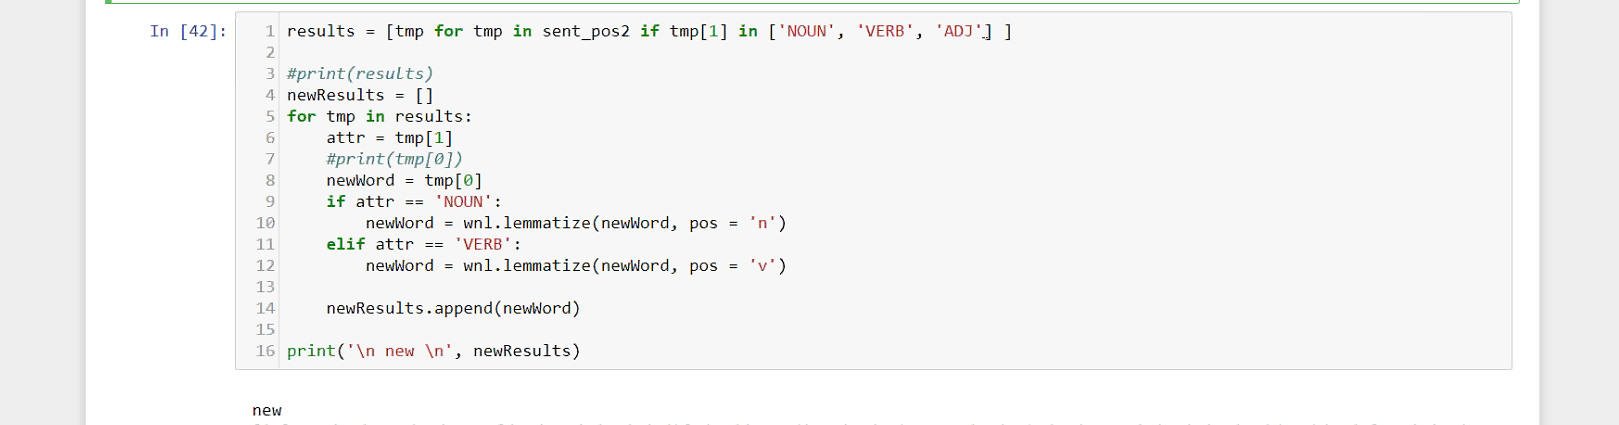 In [42]:
1 results = [tmp for tmp in sent_pos2 if tmp[1] in ['NOUN', 'VERB', 'ADJ'] ]
2
3 #print(results)
4 newResults = []
5 for tmp in results:
6     attr = tmp[1]
7     #print(tmp[0])
8     newWord = tmp[0]
9     if attr == 'NOUN':
10         newWord = wnl.lemmatize(newWord, pos = 'n')
11     elif attr == 'VERB':
12         newWord = wnl.lemmatize(newWord, pos = 'v')
13
14     newResults.append(newWord)
15
16 print('\n new \n', newResults)
new